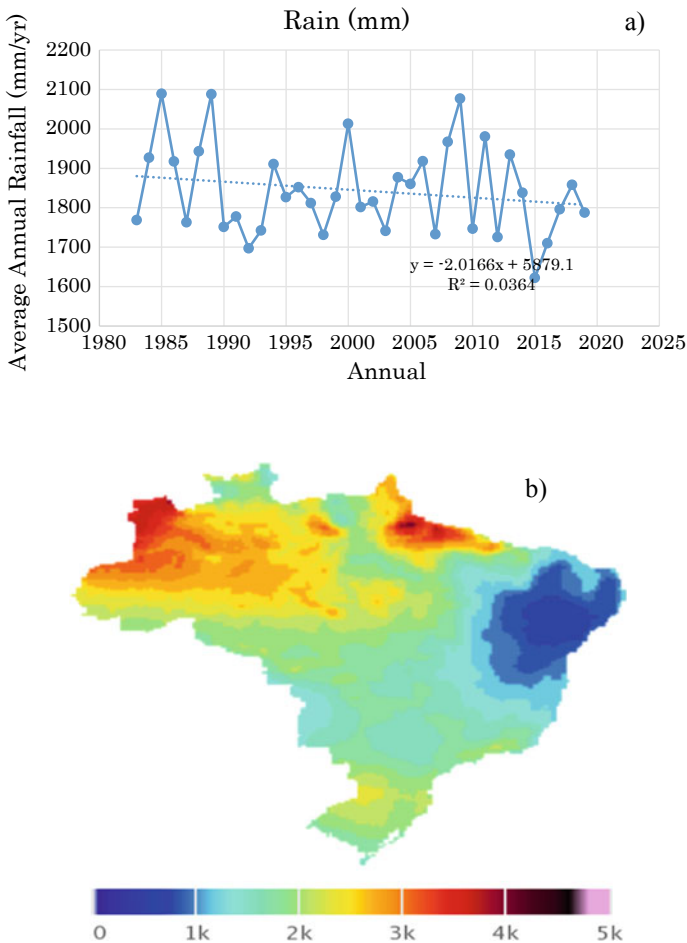 Rain (mm)
a)
Average Annual Rainfall (mm/yr)
2200
2100
2000
1900
1800
1700
1600
1500
y = -2.0166x + 5879.1
R² = 0.0364
1980 1985 1990 1995 2000 2005 2010 2015 2020 2025
Annual
b)
0 1k 2k 3k 4k 5k